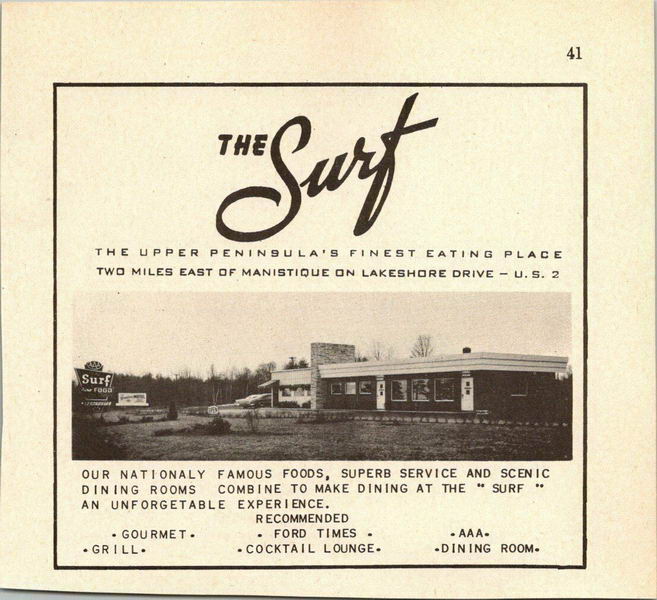 41
THE Surf
THE UPPER PENINSULA'S FINEST EATING PLACE
TWO MILES EAST OF MANISTIQUE ON LAKESHORE DRIVE — U.S. 2
Surf
FOOD
OUR NATIONALY FAMOUS FOODS, SUPERB SERVICE AND SCENIC
DINING ROOMS COMBINE TO MAKE DINING AT THE " SURF "
AN UNFORGETABLE EXPERIENCE.
RECOMMENDED
•GOURMET• • FORD TIMES • •AAA•
•GRILL• •COCKTAIL LOUNGE• •DINING ROOM•